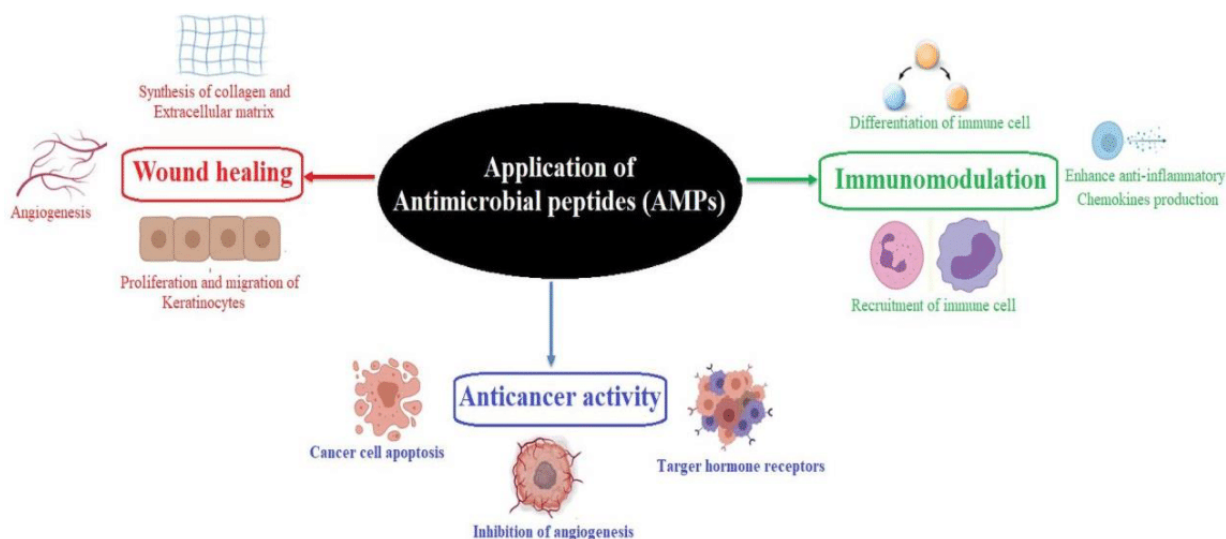 Application of
Antimicrobial peptides (AMPs)
Synthesis of collagen and
Extracellular matrix
Wound healing
Angiogenesis
Proliferation and migration of
Keratinocytes
Differentiation of immune cell
Immunomodulation
Enhance anti-inflammatory
Chemokines production
Recruitment of immune cell
Anticancer activity
Cancer cell apoptosis
Targer hormone receptors
Inhibition of angiogenesis